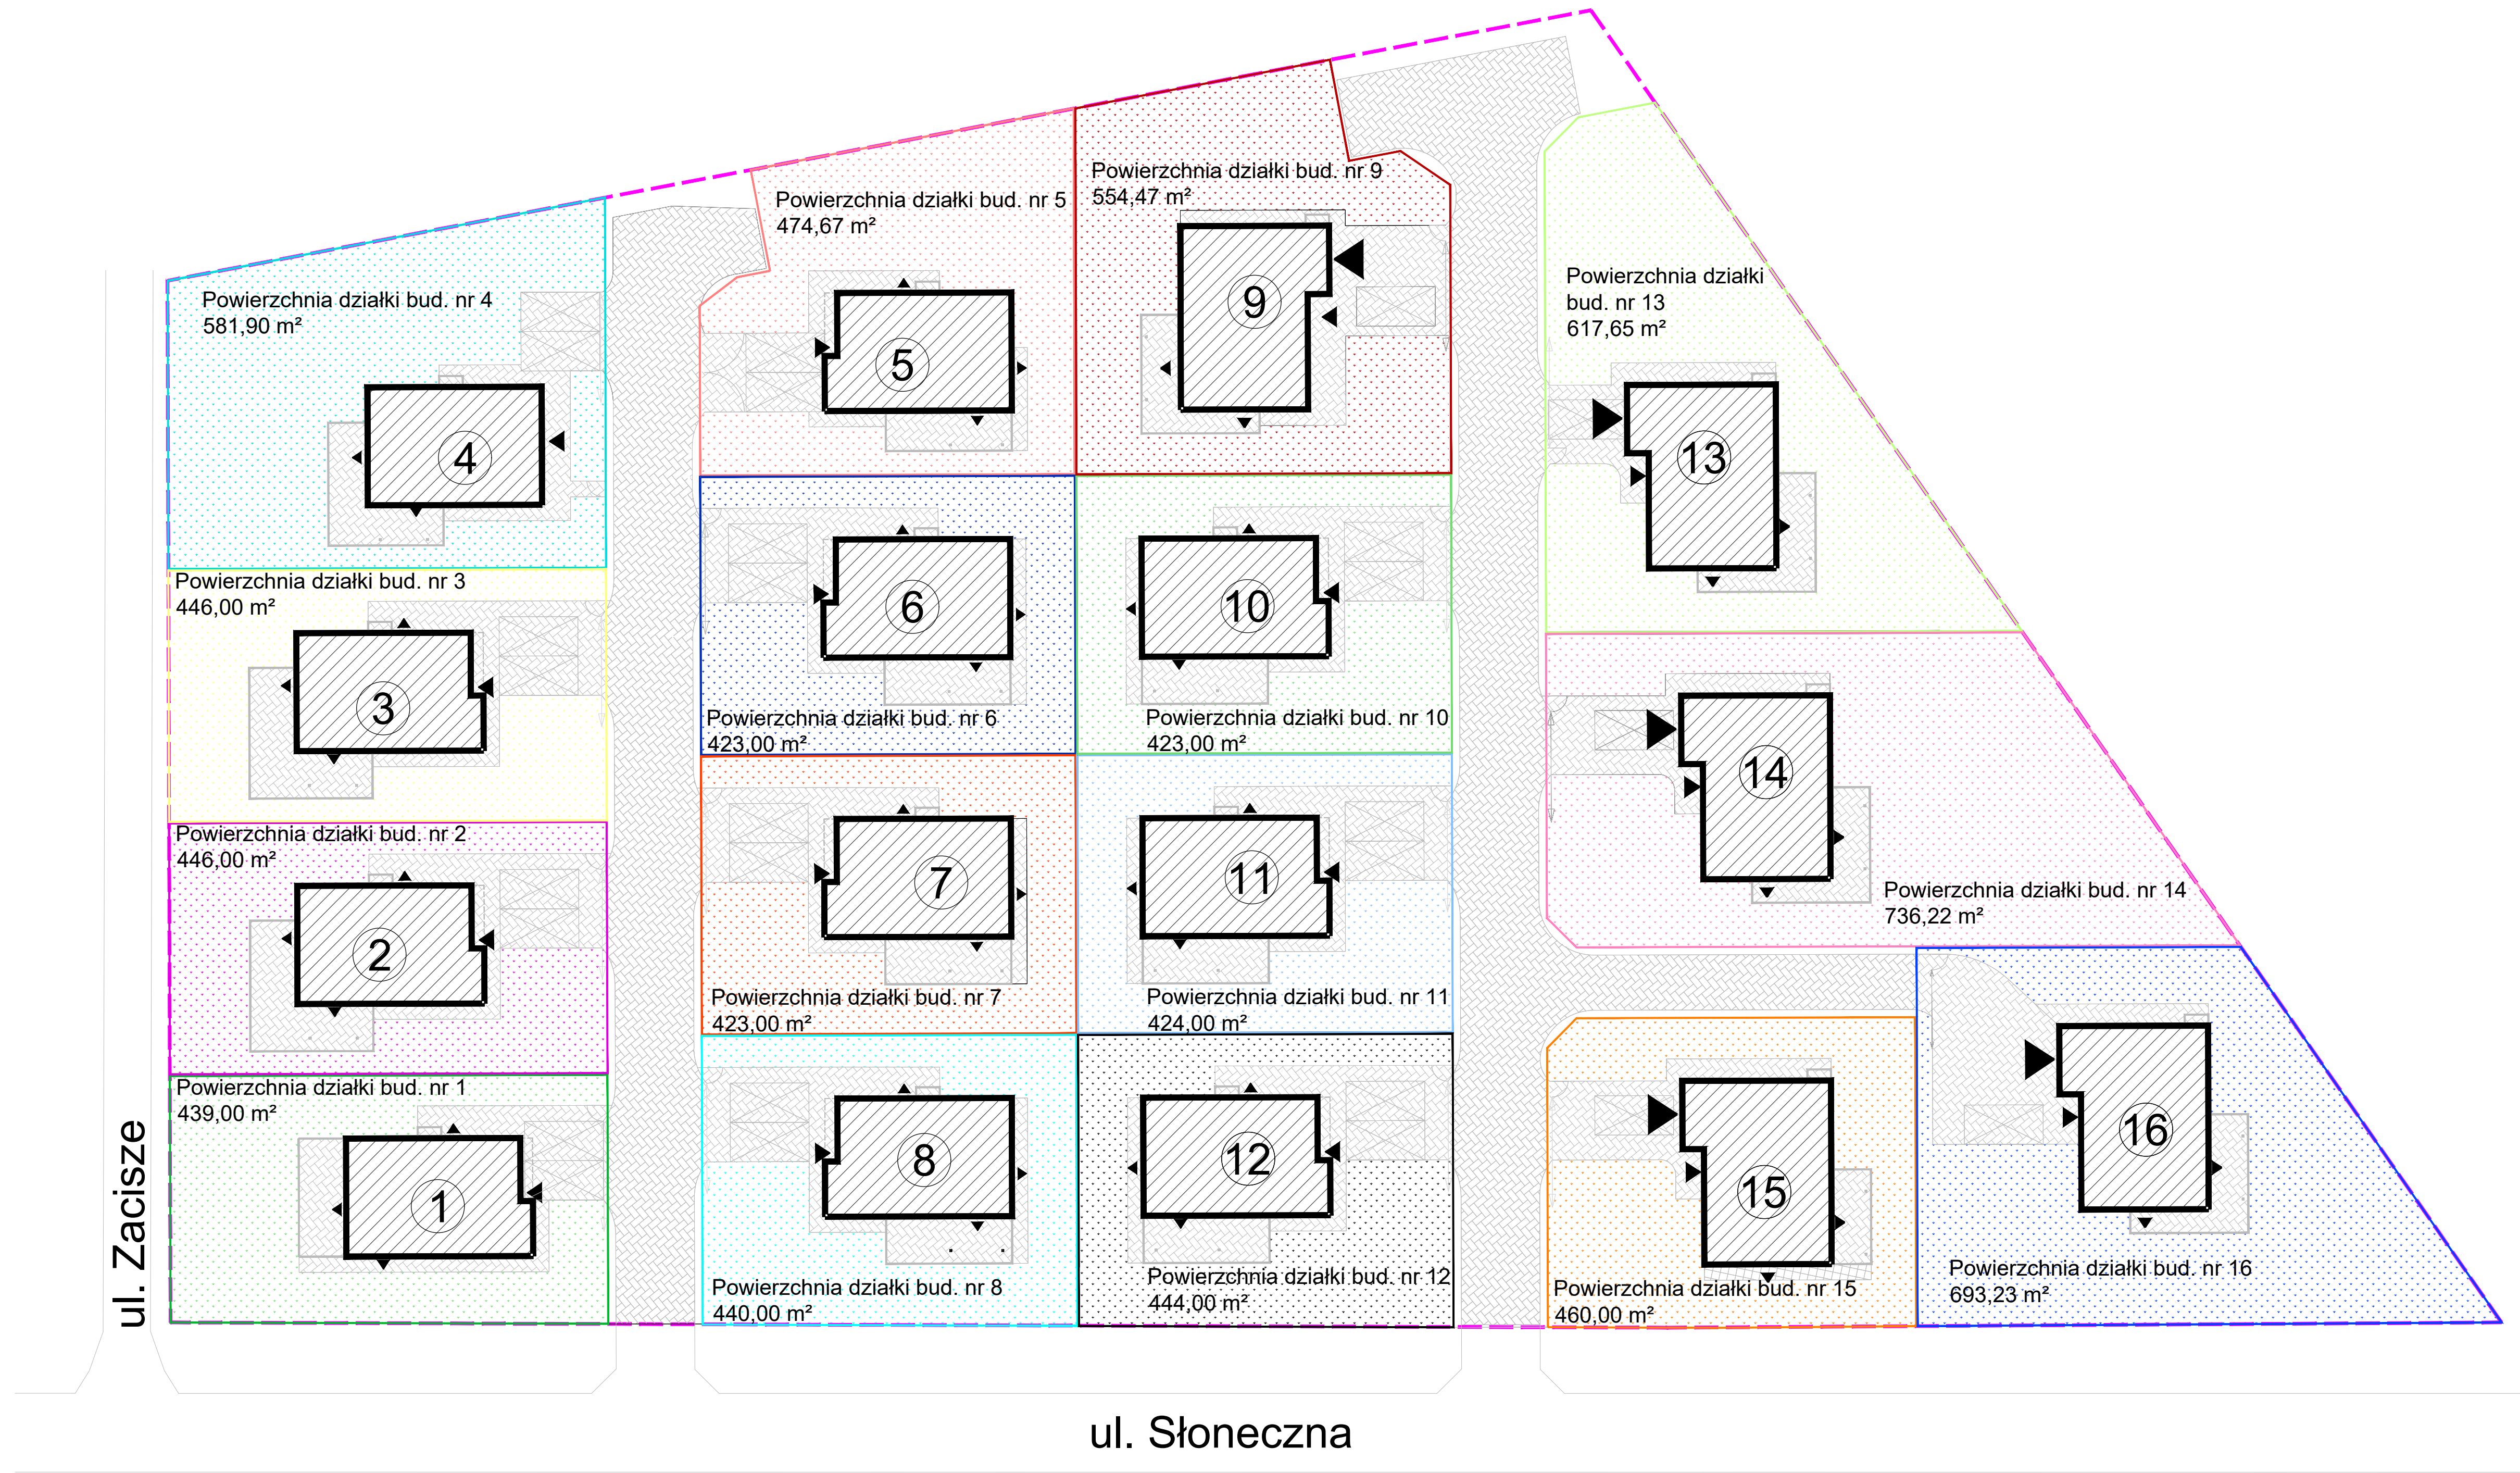 Powierzchnia działki bud. nr 4
581,90 m²
4
Powierzchnia działki bud. nr 3
446,00 m²
3
Powierzchnia działki bud. nr 2
446,00 m²
2
Powierzchnia działki bud. nr 1
439,00 m²
1
Powierzchnia działki bud. nr 5
474,67 m²
5
6
Powierzchnia działki bud. nr 6
423,00 m²
7
Powierzchnia działki bud. nr 7
423,00 m²
8
Powierzchnia działki bud. nr 8
440,00 m²
Powierzchnia działki bud. nr 9
554,47 m²
9
10
Powierzchnia działki bud. nr 10
423,00 m²
11
Powierzchnia działki bud. nr 11
424,00 m²
12
Powierzchnia działki bud. nr 12
444,00 m²
Powierzchnia działki
bud. nr 13
617,65 m²
13
14
Powierzchnia działki bud. nr 14
736,22 m²
15
Powierzchnia działki bud. nr 15
460,00 m²
16
Powierzchnia działki bud. nr 16
693,23 m²
ul. Zacisze
ul. Słoneczna